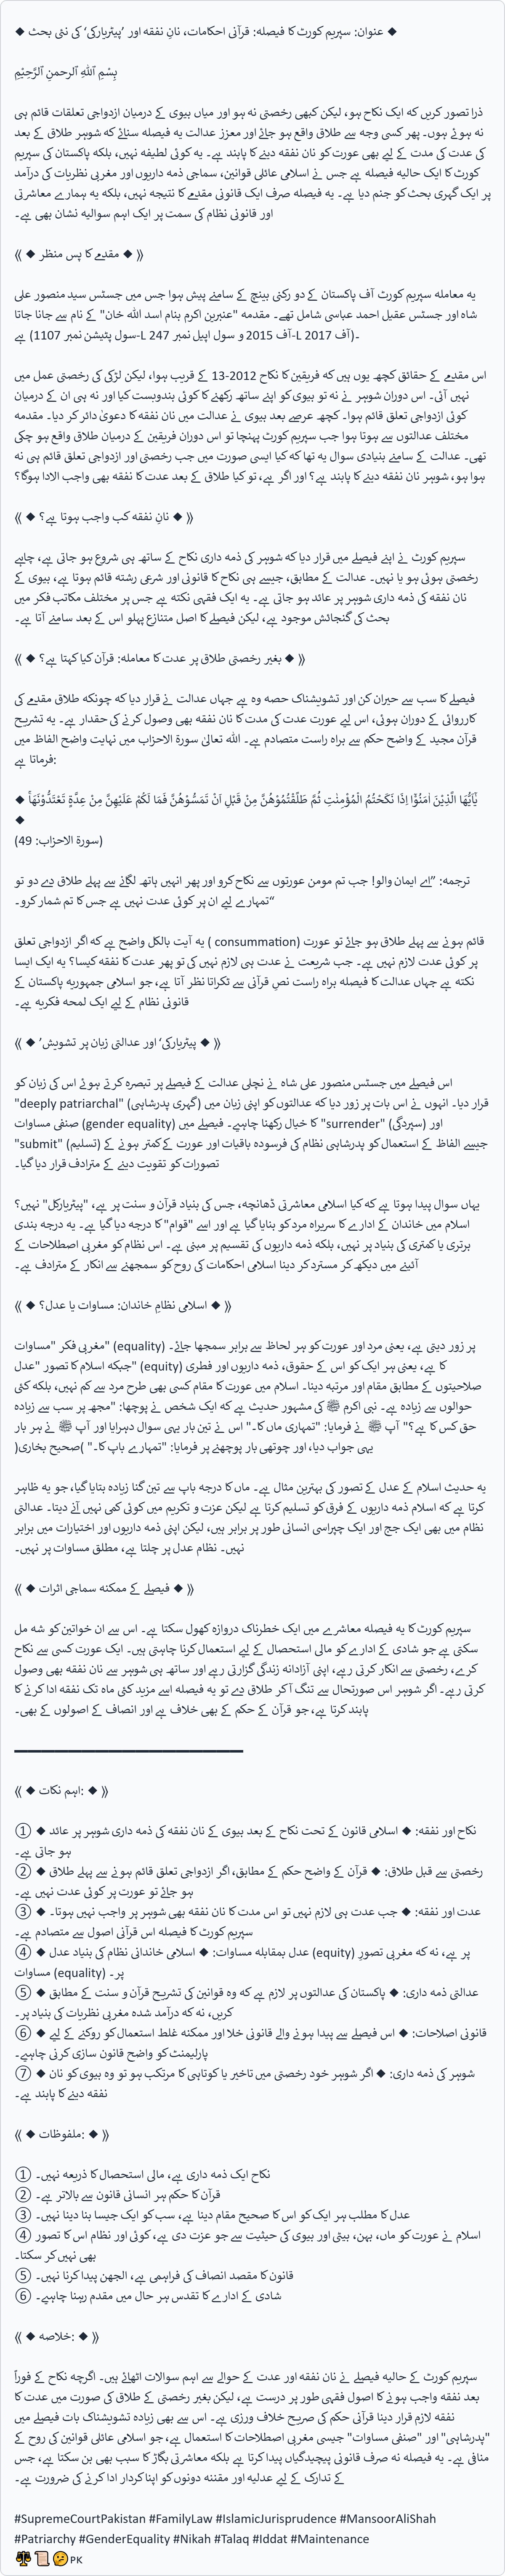 ◆ عنوان: سپریم کورٹ کا فیصلہ: قرآنی احکامات، نانِ نفقہ اور ’پیٹریارکی‘ کی نئی بحث ◆
بِسْمِ ٱللهِ ٱلرحمنِ ٱلرَّحِيْمِ
ذرا تصور کریں کہ ایک نکاح ہو، لیکن کبھی رخصتی نہ ہو اور میاں بیوی کے درمیان ازدواجی تعلقات قائم ہی
نہ ہوئے ہوں۔ پھر کسی وجہ سے طلاق واقع ہو جائے اور معزز عدالت یہ فیصلہ سنائے کہ شوہر طلاق کے بعد
کی عدت کی مدت کے لیے بھی عورت کو نان نفقہ دینے کا پابند ہے۔ یہ کوئی لطیفہ نہیں، بلکہ پاکستان کی سپریم
کورٹ کا ایک حالیہ فیصلہ ہے جس نے اسلامی عائلی قوانین، سماجی ذمہ داریوں اور مغربی نظریات کی درآمد
پر ایک گہری بحث کو جنم دیا ہے۔ یہ فیصلہ صرف ایک قانونی مقدمے کا نتیجہ نہیں، بلکہ یہ ہمارے معاشرتی
اور قانونی نظام کی سمت پر ایک اہم سوالیہ نشان بھی ہے۔
⟪ ◆ مقدمے کا پس منظر ◆ ⟫
یہ معاملہ سپریم کورٹ آف پاکستان کے دو رکنی بینچ کے سامنے پیش ہوا جس میں جسٹس سید منصور علی
شاہ اور جسٹس عقیل احمد عباسی شامل تھے۔ مقدمہ "عنبرین اکرم بنام اسد اللہ خان" کے نام سے جانا جاتا
ہے (سول پٹیشن نمبر 1107-L آف 2015 و سول اپیل نمبر 247-L آف 2017)۔
اس مقدمے کے حقائق کچھ یوں ہیں کہ فریقین کا نکاح 2012-13 کے قریب ہوا، لیکن لڑکی کی رخصتی عمل میں
نہیں آئی۔ اس دوران شوہر نے نہ تو بیوی کو اپنے ساتھ رکھنے کا کوئی بندوبست کیا اور نہ ہی ان کے درمیان
کوئی ازدواجی تعلق قائم ہوا۔ کچھ عرصے بعد بیوی نے عدالت میں نان نفقہ کا دعویٰ دائر کر دیا۔ مقدمہ
مختلف عدالتوں سے ہوتا ہوا جب سپریم کورٹ پہنچا تو اس دوران فریقین کے درمیان طلاق واقع ہو چکی
تھی۔ عدالت کے سامنے بنیادی سوال یہ تھا کہ کیا ایسی صورت میں جب رخصتی اور ازدواجی تعلق قائم ہی نہ
ہوا ہو، شوہر نان نفقہ دینے کا پابند ہے؟ اور اگر ہے، تو کیا طلاق کے بعد عدت کا نفقہ بھی واجب الادا ہوگا؟
⟪ ◆ نانِ نفقہ کب واجب ہوتا ہے؟ ◆ ⟫
سپریم کورٹ نے اپنے فیصلے میں قرار دیا کہ شوہر کی ذمہ داری نکاح کے ساتھ ہی شروع ہو جاتی ہے، چاہے
رخصتی ہوئی ہو یا نہیں۔ عدالت کے مطابق، جیسے ہی نکاح کا قانونی اور شرعی رشتہ قائم ہوتا ہے، بیوی کے
نان نفقہ کی ذمہ داری شوہر پر عائد ہو جاتی ہے۔ یہ ایک فقہی نکتہ ہے جس پر مختلف مکاتب فکر میں
بحث کی گنجائش موجود ہے، لیکن فیصلے کا اصل متنازع پہلو اس کے بعد سامنے آتا ہے۔
⟪ ◆ بغیر رخصتی طلاق پر عدت کا معاملہ: قرآن کیا کہتا ہے؟ ◆ ⟫
فیصلے کا سب سے حیران کن اور تشویشناک حصہ وہ ہے جہاں عدالت نے قرار دیا کہ چونکہ طلاق مقدمے کی
کارروائی کے دوران ہوئی، اس لیے عورت عدت کی مدت کا نان نفقہ بھی وصول کرنے کی حقدار ہے۔ یہ تشریح
قرآن مجید کے واضح حکم سے براہ راست متصادم ہے۔ اللہ تعالیٰ سورۃ الاحزاب میں نہایت واضح الفاظ میں
فرماتا ہے:
◆ يٰٓاَيُّهَا الَّذِيْنَ اٰمَنُوْٓا اِذَا نَكَحْتُمُ الْمُؤْمِنٰتِ ثُمَّ طَلَّقْتُمُوْهُنَّ مِنْ قَبْلِ اَنْ تَمَسُّوْهُنَّ فَمَا لَكُمْ عَلَيْهِنَّ مِنْ عِدَّةٍ تَعْتَدُّوْنَهَاۚ
◆
(سورۃ الاحزاب: 49)
ترجمہ: ”اے ایمان والو! جب تم مومن عورتوں سے نکاح کرو اور پھر انہیں ہاتھ لگانے سے پہلے طلاق دے دو تو
تمہارے لیے ان پر کوئی عدت نہیں ہے جس کا تم شمار کرو۔“
یہ آیت بالکل واضح ہے کہ اگر ازدواجی تعلق ( consummation) قائم ہونے سے پہلے طلاق ہو جائے تو عورت
پر کوئی عدت لازم نہیں ہے۔ جب شریعت نے عدت ہی لازم نہیں کی تو پھر عدت کا نفقہ کیسا؟ یہ ایک ایسا
نکتہ ہے جہاں عدالت کا فیصلہ براہ راست نصِ قرآنی سے ٹکراتا نظر آتا ہے، جو اسلامی جمہوریہ پاکستان کے
قانونی نظام کے لیے ایک لمحہ فکریہ ہے۔
⟪ ◆ ’پیٹریارکی‘ اور عدالتی زبان پر تشویش ◆ ⟫
اس فیصلے میں جسٹس منصور علی شاہ نے نچلی عدالت کے فیصلے پر تبصرہ کرتے ہوئے اس کی زبان کو
"deeply patriarchal" (گہری پدرشاہی) قرار دیا۔ انہوں نے اس بات پر زور دیا کہ عدالتوں کو اپنی زبان میں
صنفی مساوات (gender equality) کا خیال رکھنا چاہیے۔ فیصلے میں "surrender" (سپردگی) اور
"submit" (تسلیم) جیسے الفاظ کے استعمال کو پدرشاہی نظام کی فرسودہ باقیات اور عورت کے کمتر ہونے کے
تصورات کو تقویت دینے کے مترادف قرار دیا گیا۔
یہاں سوال پیدا ہوتا ہے کہ کیا اسلامی معاشرتی ڈھانچہ، جس کی بنیاد قرآن و سنت پر ہے، "پیٹریارکل" نہیں؟
اسلام میں خاندان کے ادارے کا سربراہ مرد کو بنایا گیا ہے اور اسے "قوام" کا درجہ دیا گیا ہے۔ یہ درجہ بندی
برتری یا کمتری کی بنیاد پر نہیں، بلکہ ذمہ داریوں کی تقسیم پر مبنی ہے۔ اس نظام کو مغربی اصطلاحات کے
آئینے میں دیکھ کر مسترد کر دینا اسلامی احکامات کی روح کو سمجھنے سے انکار کے مترادف ہے۔
⟪ ◆ اسلامی نظامِ خاندان: مساوات یا عدل؟ ◆ ⟫
مغربی فکر "مساوات" (equality) پر زور دیتی ہے، یعنی مرد اور عورت کو ہر لحاظ سے برابر سمجھا جائے۔
جبکہ اسلام کا تصور "عدل" (equity) کا ہے، یعنی ہر ایک کو اس کے حقوق، ذمہ داریوں اور فطری
صلاحیتوں کے مطابق مقام اور مرتبہ دینا۔ اسلام میں عورت کا مقام کسی بھی طرح مرد سے کم نہیں، بلکہ کئی
حوالوں سے زیادہ ہے۔ نبی اکرم ﷺ کی مشہور حدیث ہے کہ ایک شخص نے پوچھا: "مجھ پر سب سے زیادہ
حق کس کا ہے؟" آپ ﷺ نے فرمایا: "تمہاری ماں کا۔" اس نے تین بار یہی سوال دہرایا اور آپ ﷺ نے ہر بار
یہی جواب دیا، اور چوتھی بار پوچھنے پر فرمایا: "تمہارے باپ کا۔" (صحیح بخاری)
یہ حدیث اسلام کے عدل کے تصور کی بہترین مثال ہے۔ ماں کا درجہ باپ سے تین گنا زیادہ بتایا گیا، جو یہ ظاہر
کرتا ہے کہ اسلام ذمہ داریوں کے فرق کو تسلیم کرتا ہے لیکن عزت و تکریم میں کوئی کمی نہیں آنے دیتا۔ عدالتی
نظام میں بھی ایک جج اور ایک چپراسی انسانی طور پر برابر ہیں، لیکن اپنی ذمہ داریوں اور اختیارات میں برابر
نہیں۔ نظام عدل پر چلتا ہے، مطلق مساوات پر نہیں۔
⟪ ◆ فیصلے کے ممکنہ سماجی اثرات ◆ ⟫
سپریم کورٹ کا یہ فیصلہ معاشرے میں ایک خطرناک دروازہ کھول سکتا ہے۔ اس سے ان خواتین کو شہ مل
سکتی ہے جو شادی کے ادارے کو مالی استحصال کے لیے استعمال کرنا چاہتی ہیں۔ ایک عورت کسی سے نکاح
کرے، رخصتی سے انکار کرتی رہے، اپنی آزادانہ زندگی گزارتی رہے اور ساتھ ہی شوہر سے نان نفقہ بھی وصول
کرتی رہے۔ اگر شوہر اس صورتحال سے تنگ آ کر طلاق دے تو یہ فیصلہ اسے مزید کئی ماہ تک نفقہ ادا کرنے کا
پابند کرتا ہے، جو قرآن کے حکم کے بھی خلاف ہے اور انصاف کے اصولوں کے بھی۔
⟪ ◆ اہم نکات: ◆ ⟫
① ◆ نکاح اور نفقہ: ◆ اسلامی قانون کے تحت نکاح کے بعد بیوی کے نان نفقہ کی ذمہ داری شوہر پر عائد
ہو جاتی ہے۔
② ◆ رخصتی سے قبل طلاق: ◆ قرآن کے واضح حکم کے مطابق، اگر ازدواجی تعلق قائم ہونے سے پہلے طلاق
ہو جائے تو عورت پر کوئی عدت نہیں ہے۔
③ ◆ عدت اور نفقہ: ◆ جب عدت ہی لازم نہیں تو اس مدت کا نان نفقہ بھی شوہر پر واجب نہیں ہوتا۔
سپریم کورٹ کا فیصلہ اس قرآنی اصول سے متصادم ہے۔
④ ◆ عدل بمقابلہ مساوات: ◆ اسلامی خاندانی نظام کی بنیاد عدل (equity) پر ہے، نہ کہ مغربی تصورِ
مساوات (equality) پر۔
⑤ ◆ عدالتی ذمہ داری: ◆ پاکستان کی عدالتوں پر لازم ہے کہ وہ قوانین کی تشریح قرآن و سنت کے مطابق
کریں، نہ کہ درآمد شدہ مغربی نظریات کی بنیاد پر۔
⑥ ◆ قانونی اصلاحات: ◆ اس فیصلے سے پیدا ہونے والے قانونی خلا اور ممکنہ غلط استعمال کو روکنے کے لیے
پارلیمنٹ کو واضح قانون سازی کرنی چاہیے۔
⑦ ◆ شوہر کی ذمہ داری: ◆ اگر شوہر خود رخصتی میں تاخیر یا کوتاہی کا مرتکب ہو تو وہ بیوی کو نان
نفقہ دینے کا پابند ہے۔
⟪ ◆ ملفوظات: ◆ ⟫
① نکاح ایک ذمہ داری ہے، مالی استحصال کا ذریعہ نہیں۔
② قرآن کا حکم ہر انسانی قانون سے بالاتر ہے۔
③ عدل کا مطلب ہر ایک کو اس کا صحیح مقام دینا ہے، سب کو ایک جیسا بنا دینا نہیں۔
④ اسلام نے عورت کو ماں، بہن، بیٹی اور بیوی کی حیثیت سے جو عزت دی ہے، کوئی اور نظام اس کا تصور
بھی نہیں کر سکتا۔
⑤ قانون کا مقصد انصاف کی فراہمی ہے، الجھن پیدا کرنا نہیں۔
⑥ شادی کے ادارے کا تقدس ہر حال میں مقدم رہنا چاہیے۔
⟪ ◆ خلاصہ: ◆ ⟫
سپریم کورٹ کے حالیہ فیصلے نے نان نفقہ اور عدت کے حوالے سے اہم سوالات اٹھائے ہیں۔ اگرچہ نکاح کے فوراً
بعد نفقہ واجب ہونے کا اصول فقہی طور پر درست ہے، لیکن بغیر رخصتی کے طلاق کی صورت میں عدت کا
نفقہ لازم قرار دینا قرآنی حکم کی صریح خلاف ورزی ہے۔ اس سے بھی زیادہ تشویشناک بات فیصلے میں
"پدرشاہی" اور "صنفی مساوات" جیسی مغربی اصطلاحات کا استعمال ہے، جو اسلامی عائلی قوانین کی روح کے
منافی ہے۔ یہ فیصلہ نہ صرف قانونی پیچیدگیاں پیدا کرتا ہے بلکہ معاشرتی بگاڑ کا سبب بھی بن سکتا ہے، جس
کے تدارک کے لیے عدلیہ اور مقننہ دونوں کو اپنا کردار ادا کرنے کی ضرورت ہے۔
#SupremeCourtPakistan #FamilyLaw #IslamicJurisprudence #MansoorAliShah
#Patriarchy #GenderEquality #Nikah #Talaq #Iddat #Maintenance
⚖️📜🤔🇵🇰